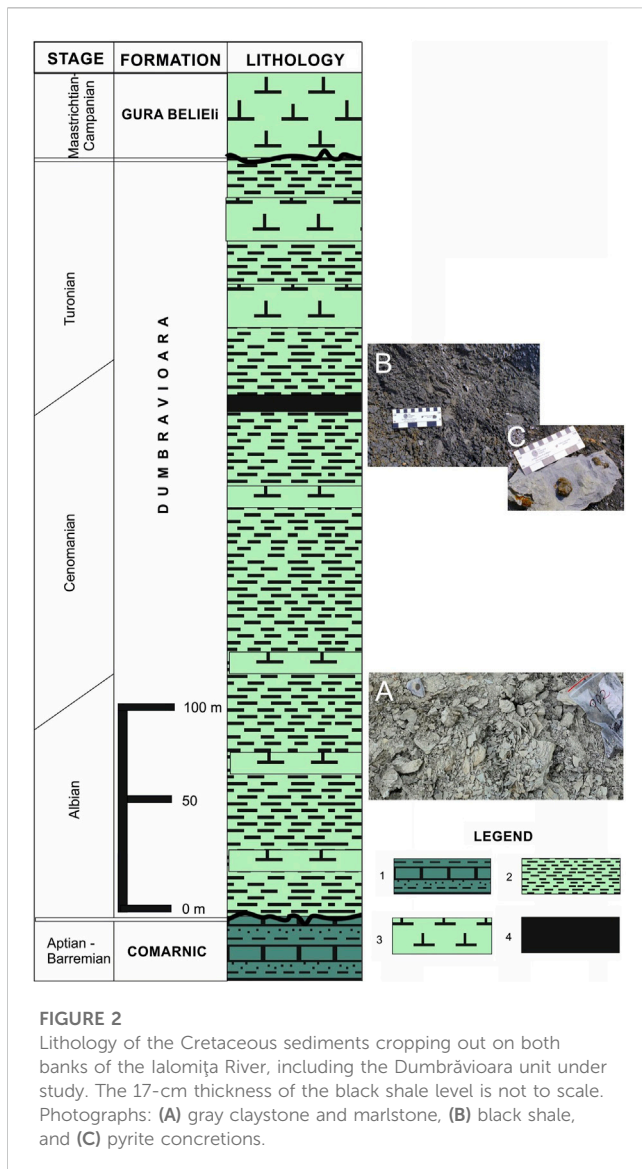 STAGE FORMATION LITHOLOGY
Maastrichtian-
Campanian
GURA BELIEIi
Turonian
DUMBRAVIOARA
B
C
Cenomanian
A
100 m
50
Albian
0 m
LEGEND
1
2
3
4
Aptian -
Barremian
COMARNIC
FIGURE 2
Lithology of the Cretaceous sediments cropping out on both
banks of the Ialomiţa River, including the Dumbrăvioara unit under
study. The 17-cm thickness of the black shale level is not to scale.
Photographs: (A) gray claystone and marlstone, (B) black shale,
and (C) pyrite concretions.